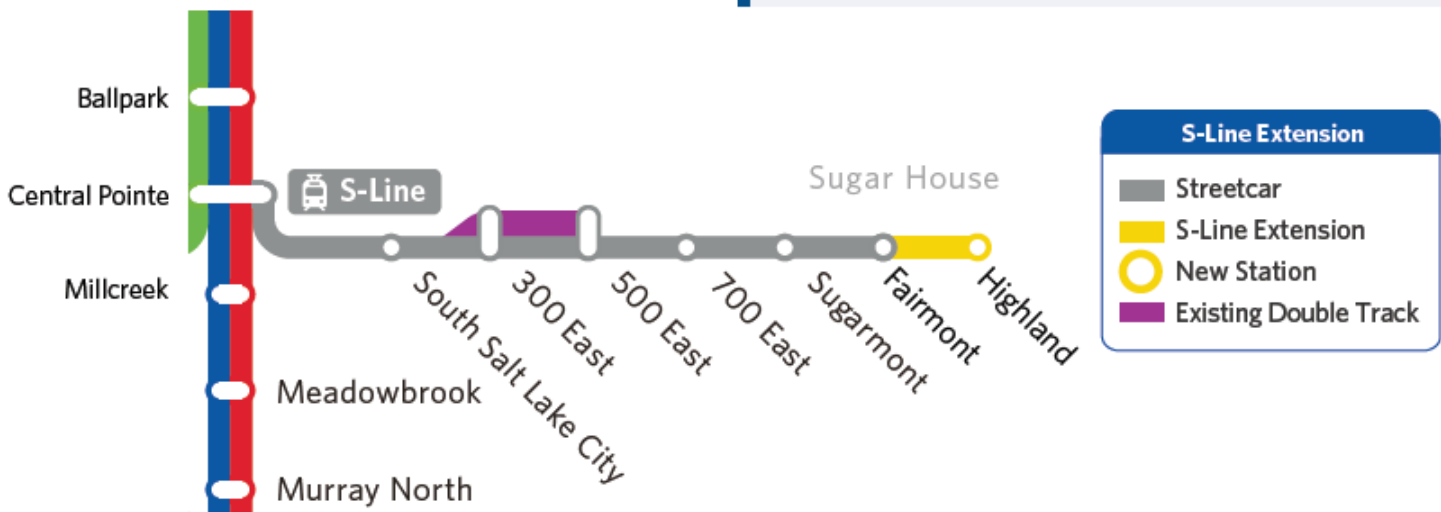 Ballpark
Central Pointe
Millcreek
Meadowbrook
Murray North
S-Line
Sugar House
South Salt Lake City
300 East
500 East
700 East
Sugarmont
Fairmont
Highland
S-Line Extension
Streetcar
S-Line Extension
New Station
Existing Double Track